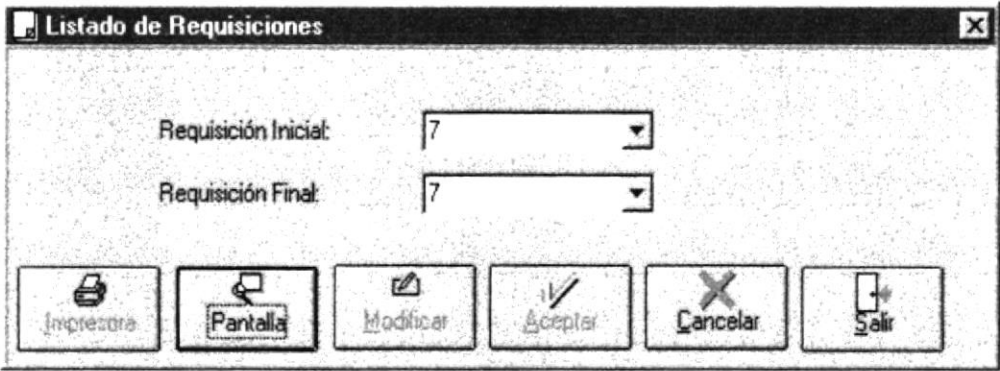 Listado de Requisiciones
Requisición Inicial: 7
Requisición Final: 7
Impresora Pantalla Modificar Aceptar Cancelar Salir